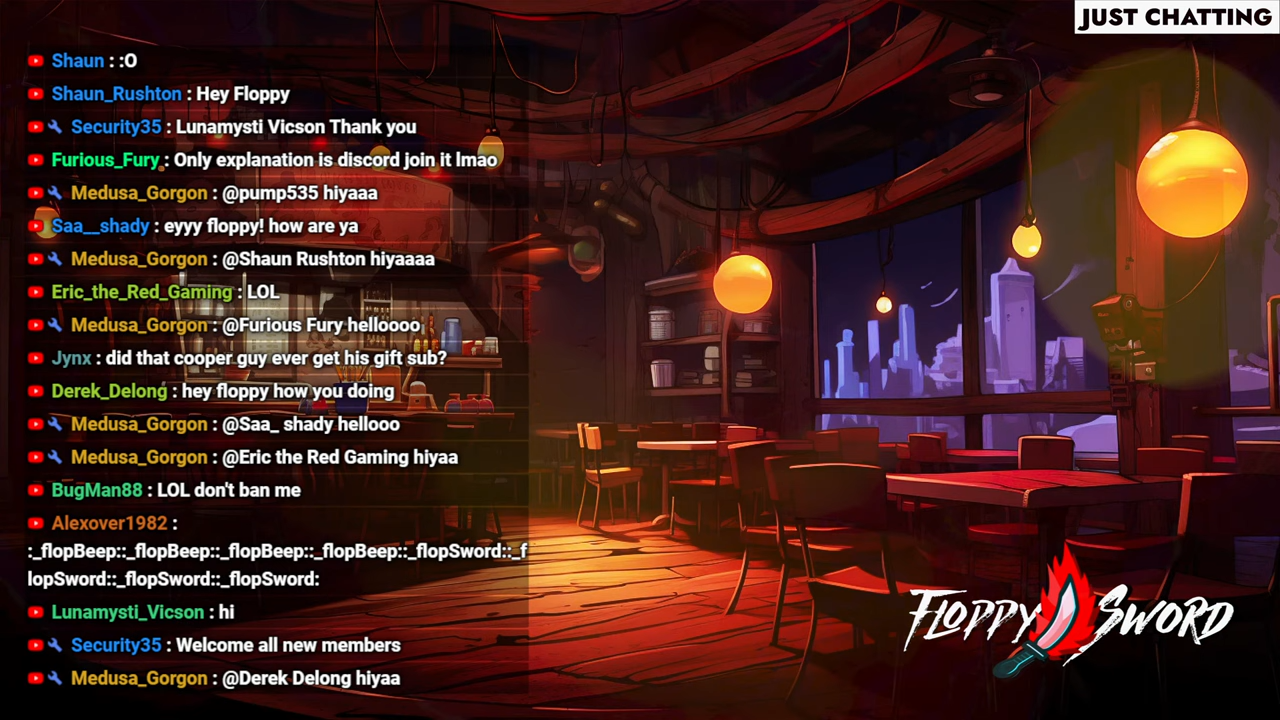 JUST CHATTING
Shaun : :O
Shaun_Rushton : Hey Floppy
Security35 : Lunamysti Vicson Thank you
Furious_Fury : Only explanation is discord join it lmao
Medusa_Gorgon : @pump535 hiyaaa
Saa__shady : eyyy floppy! how are ya
Medusa_Gorgon : @Shaun Rushton hiyaaaa
Eric_the_Red_Gaming : LOL
Medusa_Gorgon : @Furious Fury helloooo
Jynx : did that cooper guy ever get his gift sub?
Derek_Delong : hey floppy how you doing
Medusa_Gorgon : @Saa_ shady hellooo
Medusa_Gorgon : @Eric the Red Gaming hiyaa
BugMan88 : LOL don't ban me
Alexover1982 :
:_flopBeep::_flopBeep::_flopBeep::_flopBeep::_flopSword::_f
lopSword::_flopSword::_flopSword:
Lunamysti_Vicson : hi
Security35 : Welcome all new members
Medusa_Gorgon : @Derek Delong hiyaa
FLOPPY SWORD